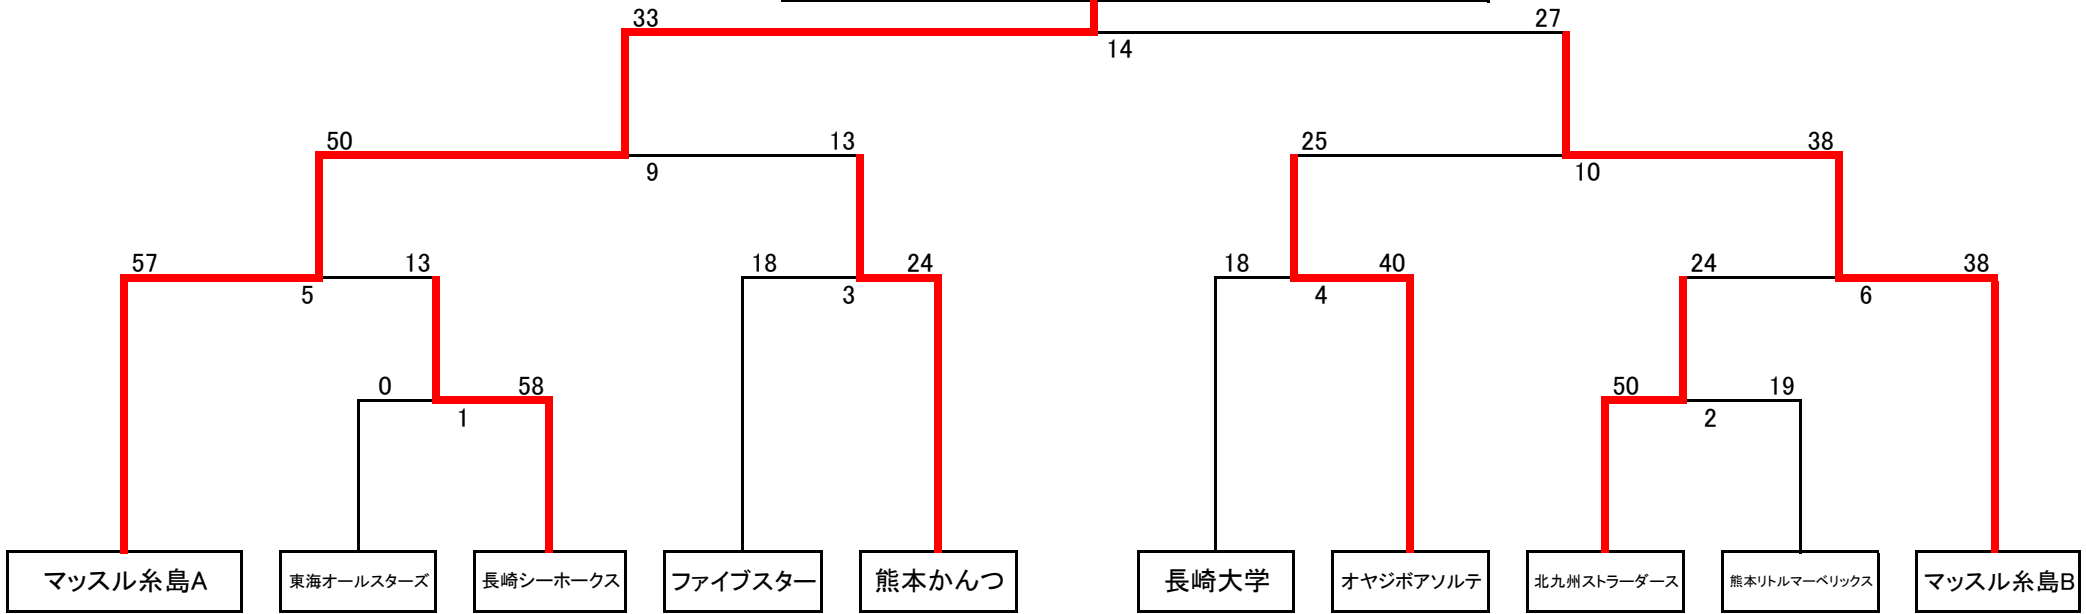 33 27
14
50 13 25 38
9 10
57 13 18 24 18 40 24 38
5 3 4 6
0 58 50 19
1 2
マッスル糸島A 東海オールスターズ 長崎シーホークス ファイブスター 熊本かんつ 長崎大学 オヤジボアソルテ 北九州ストラーダース 熊本リトルマーベリックス マッスル糸島B